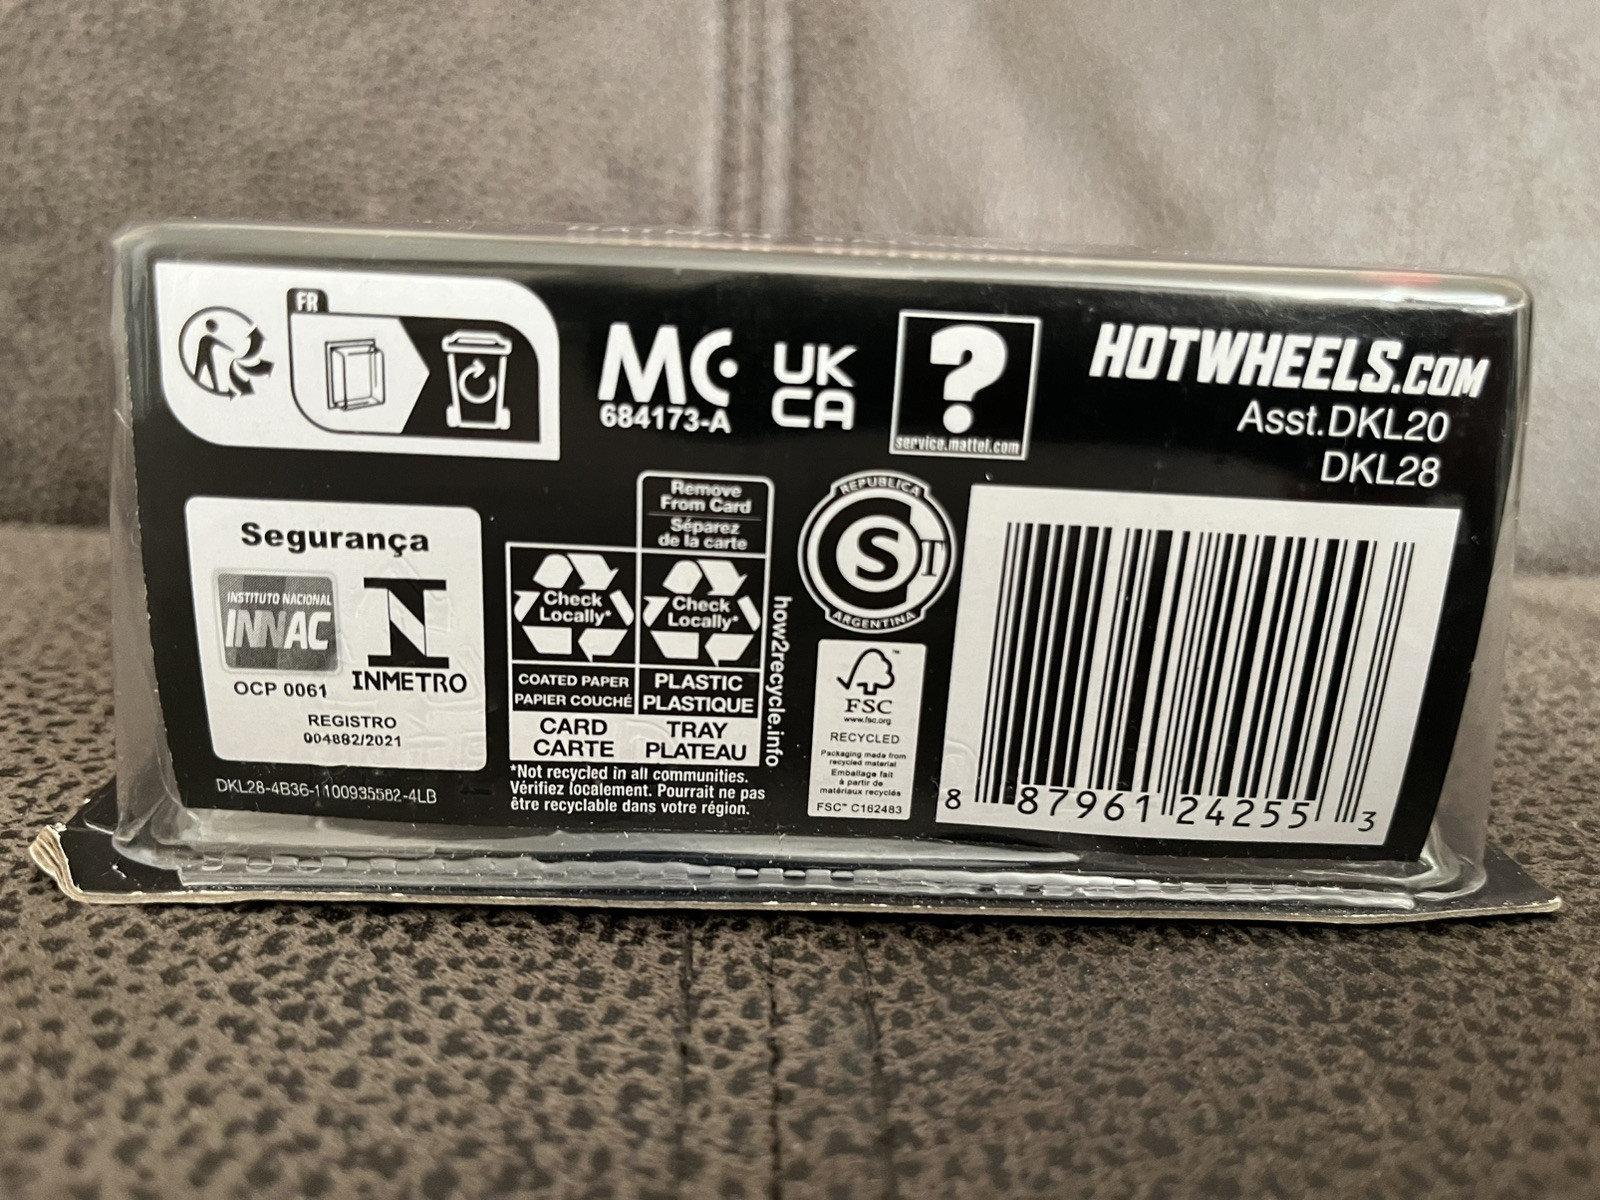 FR
MC
684173-A
UK
CA
?
service.mattel.com
HOTWHEELS.COM
Asst.DKL20
DKL28
Segurança
INSTITUTO NACIONAL
INNAC
OCP 0061
INMETRO
REGISTRO
004882/2021
DKL28-4B36-1100935582-4LB
Remove
From Card
Séparez
de la carte
Check
Locally*
Check
Locally*
COATED PAPER
PAPIER COUCHÉ
PLASTIC
PLASTIQUE
CARD
CARTE
TRAY
PLATEAU
how2recycle.info
*Not recycled in all communities.
Vérifiez localement. Pourrait ne pas
être recyclable dans votre région.
REPUBLICA
S
T
ARGENTINA
FSC
www.fsc.org
RECYCLED
Packaging made from
recycled material
Emballage fait
à partir de
matériaux recyclés
FSC™ C162483
8 87961 24255 3